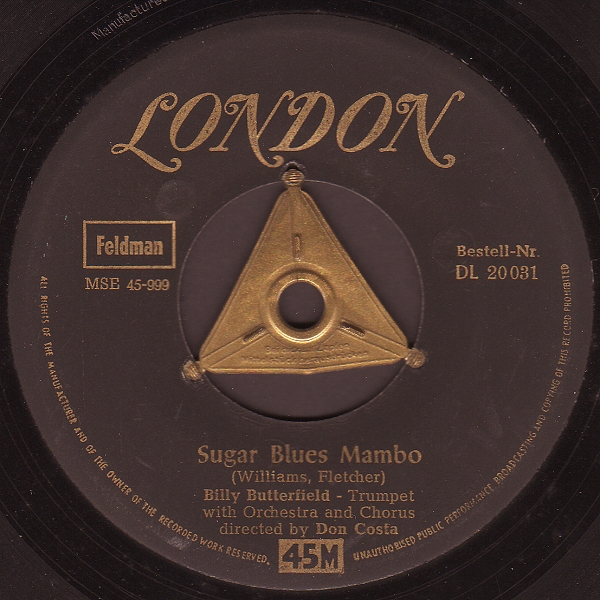 Manufactured
LONDON
Feldman
MSE 45-999
Bestell-Nr.
DL 20 031
Sugar Blues Mambo
(Williams, Fletcher)
Billy Butterfield - Trumpet
with Orchestra and Chorus
directed by Don Costa
45M
ALL RIGHTS OF THE MANUFACTURER AND OF THE OWNER OF THE RECORDED WORK RESERVED.
UNAUTHORISED PUBLIC PERFORMANCE BROADCASTING AND COPYING OF THIS RECORD PROHIBITED